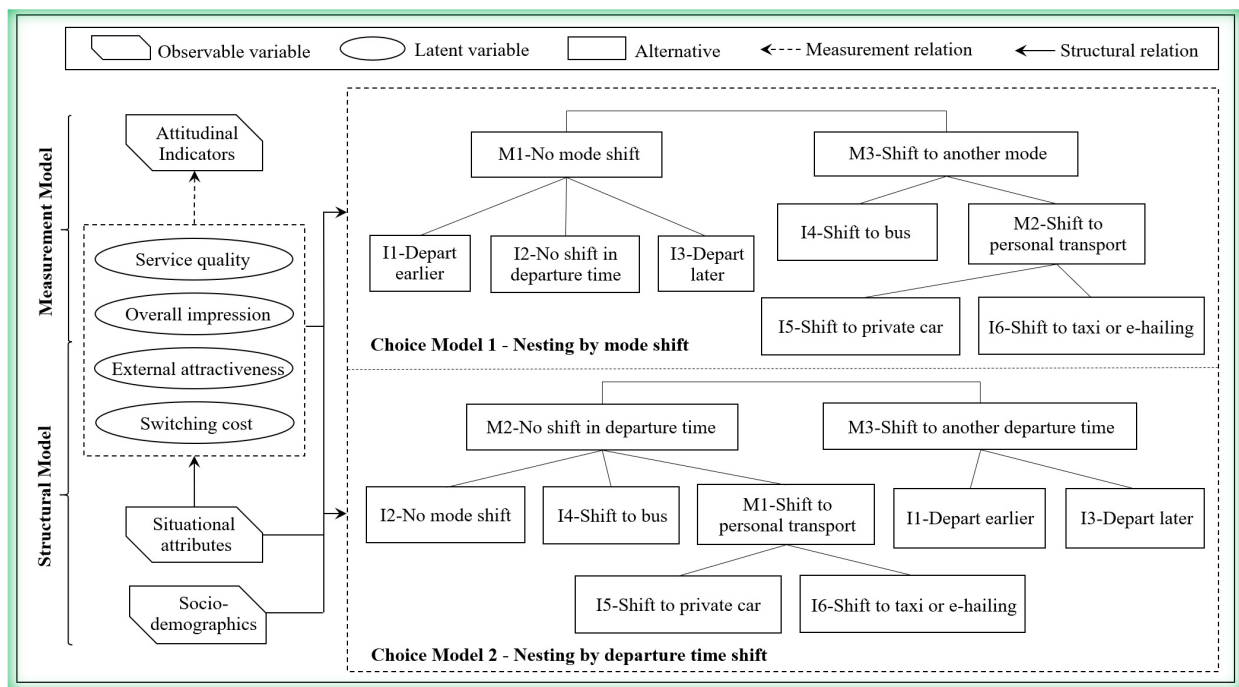 Observable variable
Latent variable
Alternative
Measurement relation
Structural relation
Measurement Model
Structural Model
Attitudinal
Indicators
Service quality
Overall impression
External attractiveness
Switching cost
Situational
attributes
Socio-
demographics
M1-No mode shift
M3-Shift to another mode
I1-Depart
earlier
I2-No shift in
departure time
I3-Depart
later
I4-Shift to bus
M2-Shift to
personal transport
I5-Shift to private car
I6-Shift to taxi or e-hailing
Choice Model 1 - Nesting by mode shift
M2-No shift in departure time
M3-Shift to another departure time
I2-No mode shift
I4-Shift to bus
M1-Shift to
personal transport
I1-Depart earlier
I3-Depart later
I5-Shift to private car
I6-Shift to taxi or e-hailing
Choice Model 2 - Nesting by departure time shift